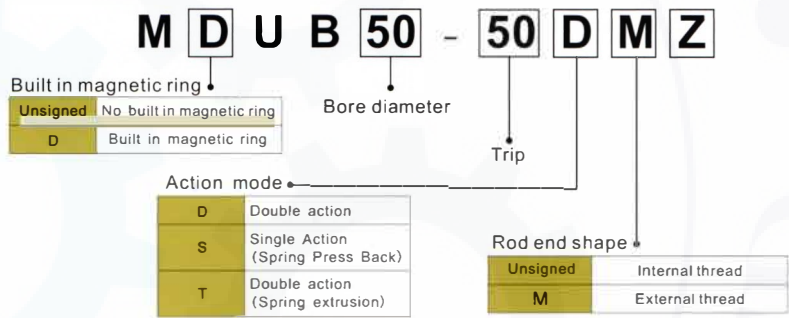 M D U B 50 - 50 D M Z
Built in magnetic ring
Unsigned No built in magnetic ring
D Built in magnetic ring
Bore diameter
Trip
Action mode
D Double action
S Single Action
(Spring Press Back)
T Double action
(Spring extrusion)
Rod end shape
Unsigned Internal thread
M External thread